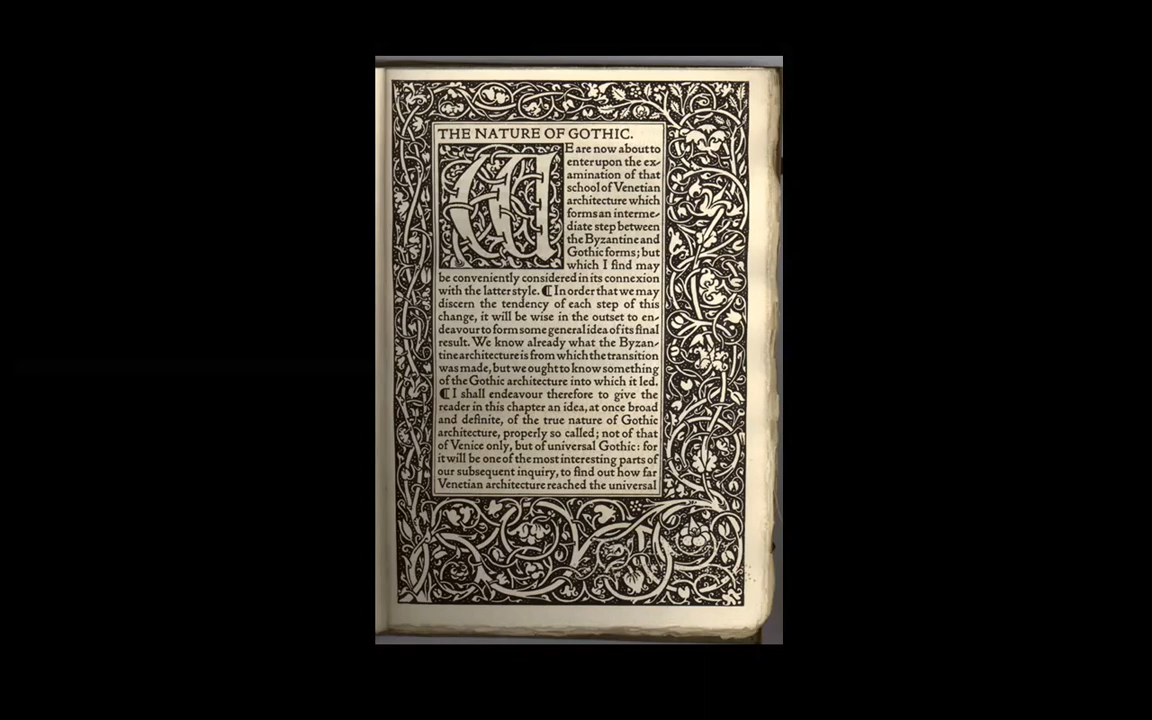 THE NATURE OF GOTHIC.
WE are now about to
enter upon the ex-
amination of that
school of Venetian
architecture which
forms an interme-
diate step between
the Byzantine and
Gothic forms; but
which I find may
be conveniently considered in its connexion
with the latter style. ¶ In order that we may
discern the tendency of each step of this
change, it will be wise in the outset to en-
deavour to form some general idea of its final
result. We know already what the Byzan-
tine architecture is from which the transition
was made, but we ought to know something
of the Gothic architecture into which it led.
¶ I shall endeavour therefore to give the
reader in this chapter an idea, at once broad
and definite, of the true nature of Gothic
architecture, properly so called; not of that
of Venice only, but of universal Gothic: for
it will be one of the most interesting parts of
our subsequent inquiry, to find out how far
Venetian architecture reached the universal